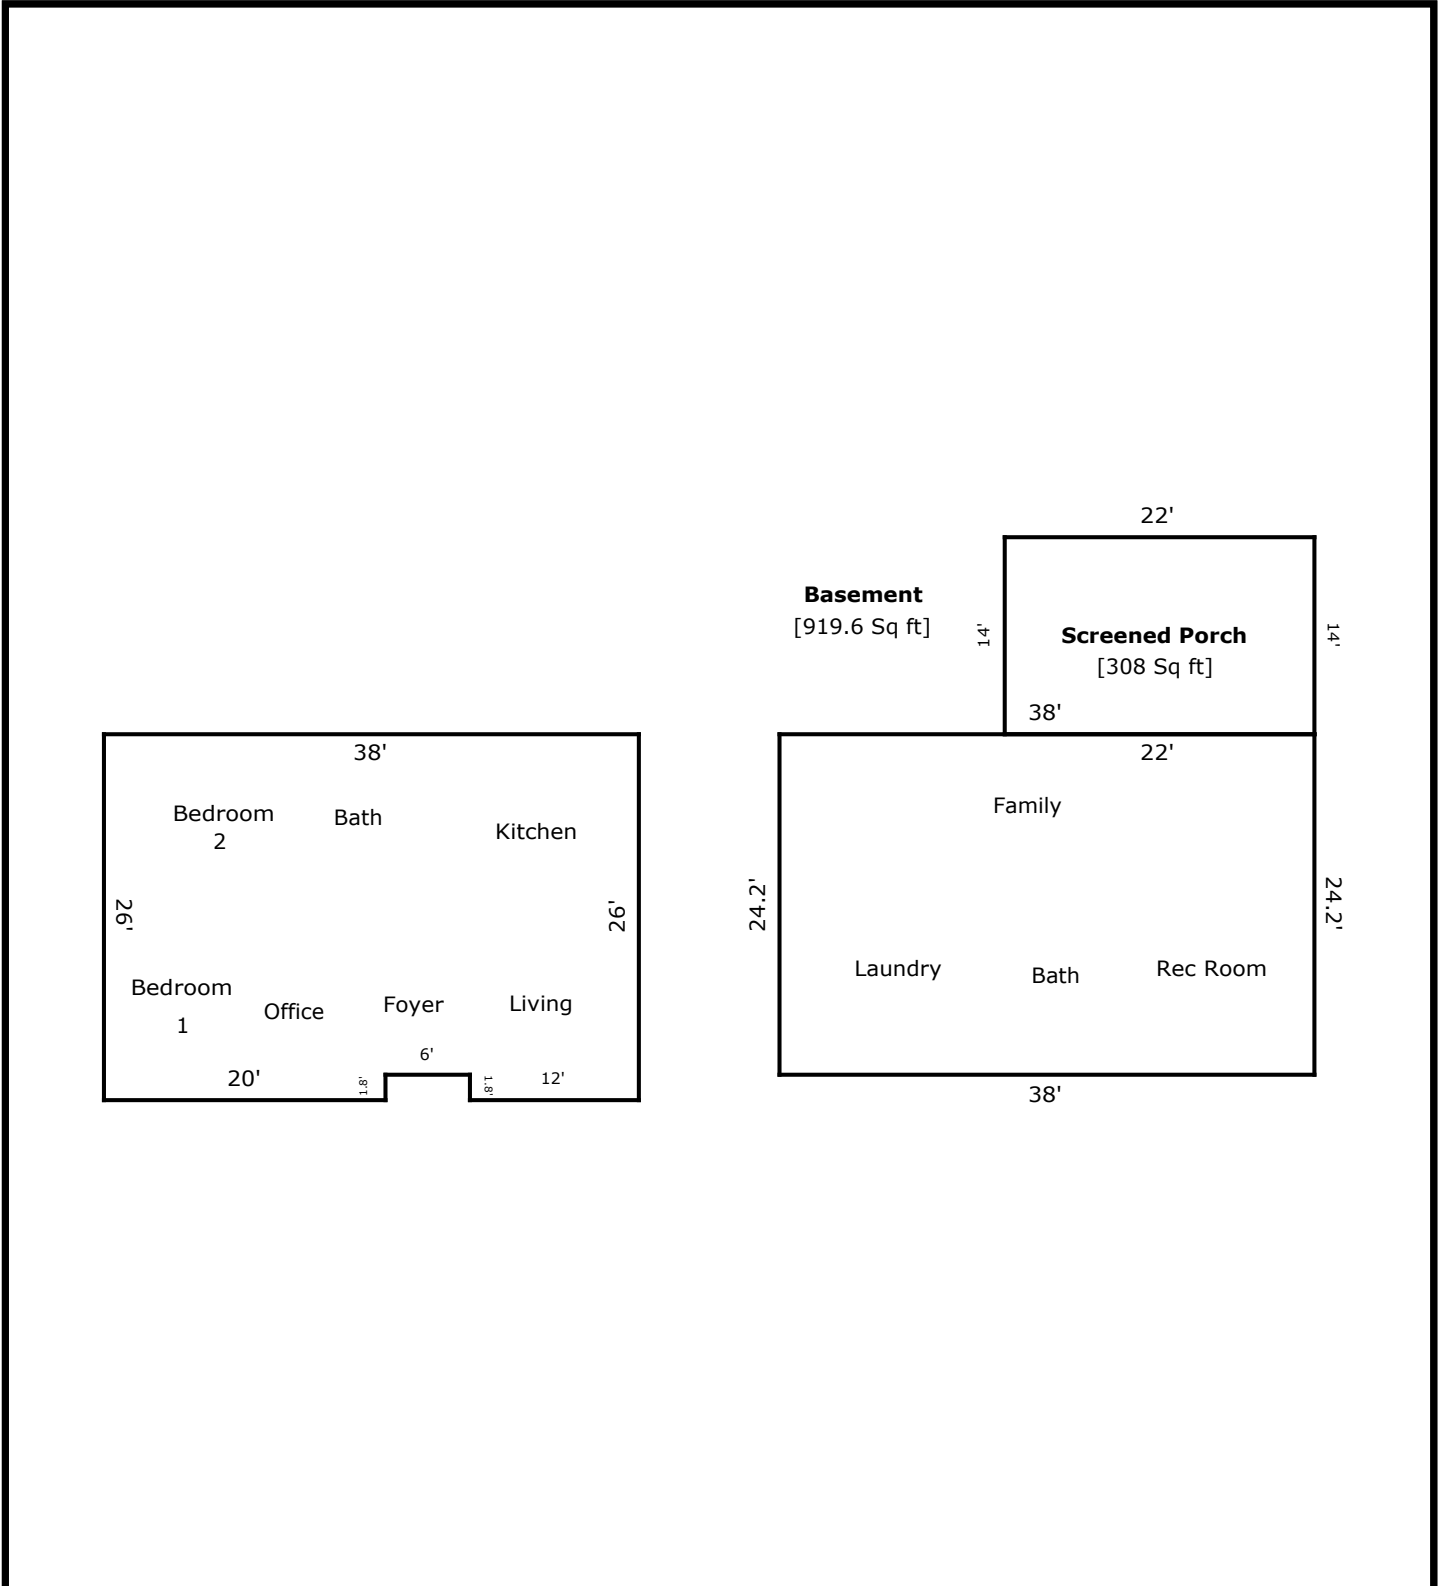 22'
Basement
[919.6 Sq ft]
14'
Screened Porch
[308 Sq ft]
14'
38'
38'
22'
Bedroom
2
Bath
Kitchen
Family
26'
26'
24.2'
24.2'
Bedroom
1
Office
Foyer
Living
Laundry
Bath
Rec Room
6'
20'
1.8'
1.8'
12'
38'